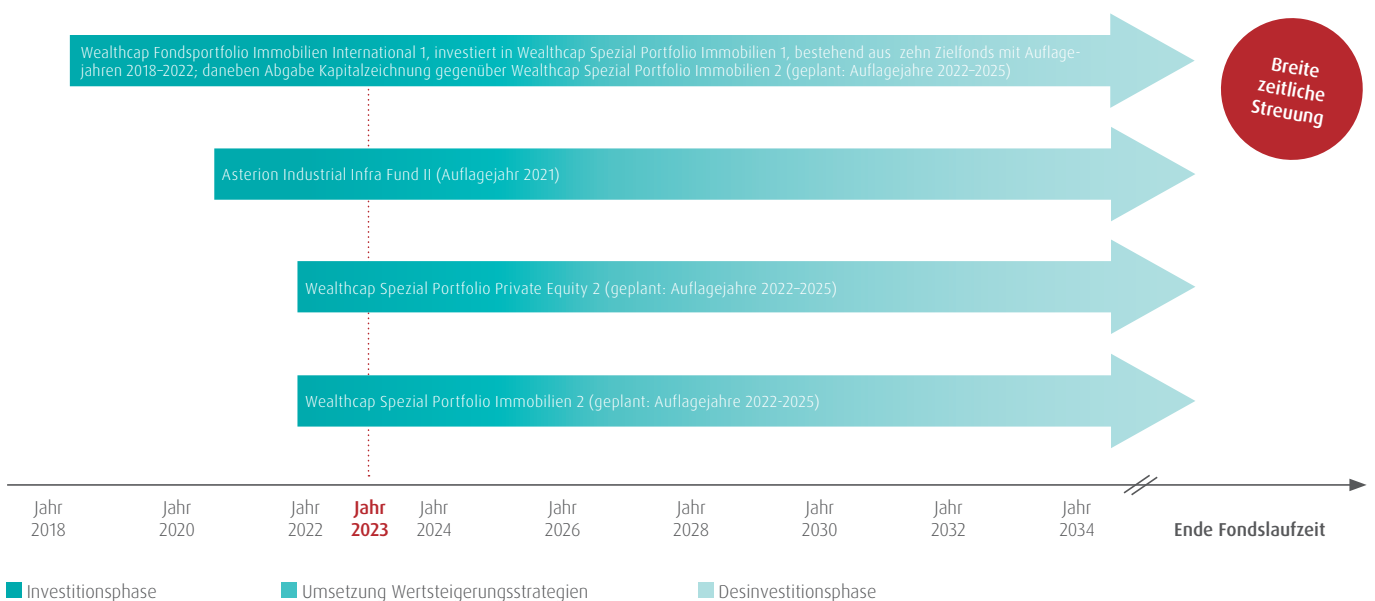 Wealthcap Fondsportfolio Immobilien International 1, investiert in Wealthcap Spezial Portfolio Immobilien 1, bestehend aus zehn Zielfonds mit Auflage-
jahren 2018–2022; daneben Abgabe Kapitalzeichnung gegenüber Wealthcap Spezial Portfolio Immobilien 2 (geplant: Auflagejahre 2022–2025)
Breite
zeitliche
Streuung
Asterion Industrial Infra Fund II (Auflagejahr 2021)
Wealthcap Spezial Portfolio Private Equity 2 (geplant: Auflagejahre 2022–2025)
Wealthcap Spezial Portfolio Immobilien 2 (geplant: Auflagejahre 2022-2025)
Jahr
2018
Jahr
2020
Jahr
2022
Jahr
2023
Jahr
2024
Jahr
2026
Jahr
2028
Jahr
2030
Jahr
2032
Jahr
2034
Ende Fondslaufzeit
Investitionsphase
Umsetzung Wertsteigerungsstrategien
Desinvestitionsphase